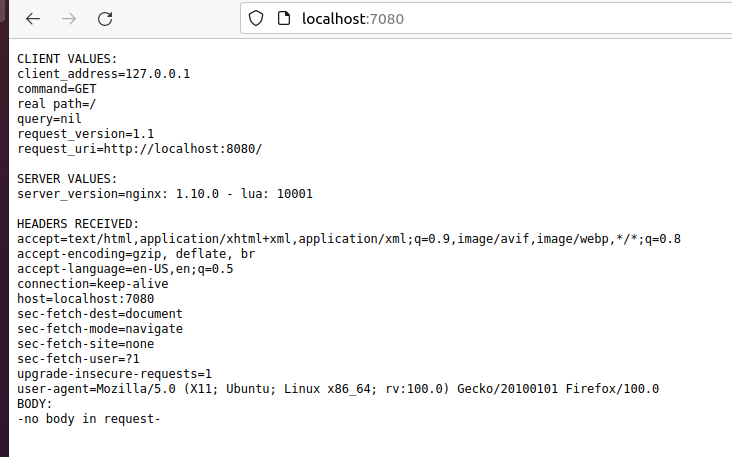 localhost:7080
CLIENT VALUES:
client_address=127.0.0.1
command=GET
real path=/
query=nil
request_version=1.1
request_uri=http://localhost:8080/
SERVER VALUES:
server_version=nginx: 1.10.0 - lua: 10001
HEADERS RECEIVED:
accept=text/html,application/xhtml+xml,application/xml;q=0.9,image/avif,image/webp,*/*;q=0.8
accept-encoding=gzip, deflate, br
accept-language=en-US,en;q=0.5
connection=keep-alive
host=localhost:7080
sec-fetch-dest=document
sec-fetch-mode=navigate
sec-fetch-site=none
sec-fetch-user=?1
upgrade-insecure-requests=1
user-agent=Mozilla/5.0 (X11; Ubuntu; Linux x86_64; rv:100.0) Gecko/20100101 Firefox/100.0
BODY:
-no body in request-